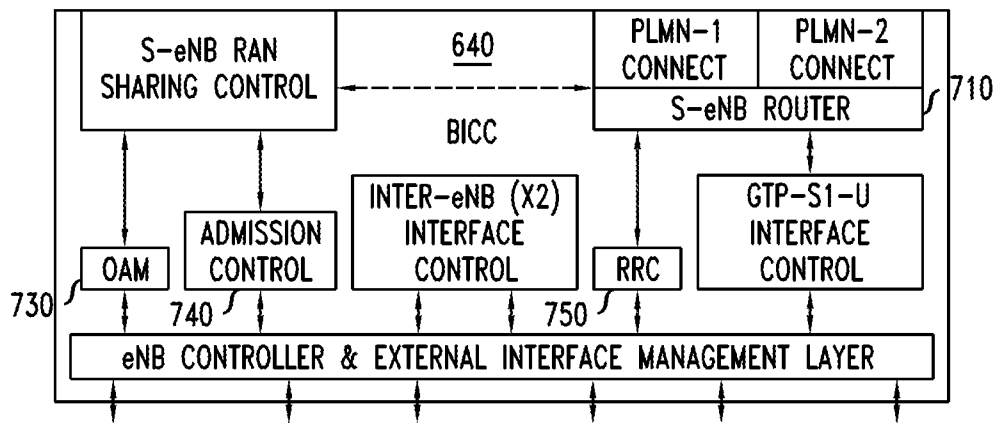 S-eNB RAN
SHARING CONTROL
640
BICC
PLMN-1
CONNECT
PLMN-2
CONNECT
S-eNB ROUTER
710
OAM
730
ADMISSION
CONTROL
740
INTER-eNB (X2)
INTERFACE
CONTROL
RRC
750
GTP-S1-U
INTERFACE
CONTROL
eNB CONTROLLER & EXTERNAL INTERFACE MANAGEMENT LAYER